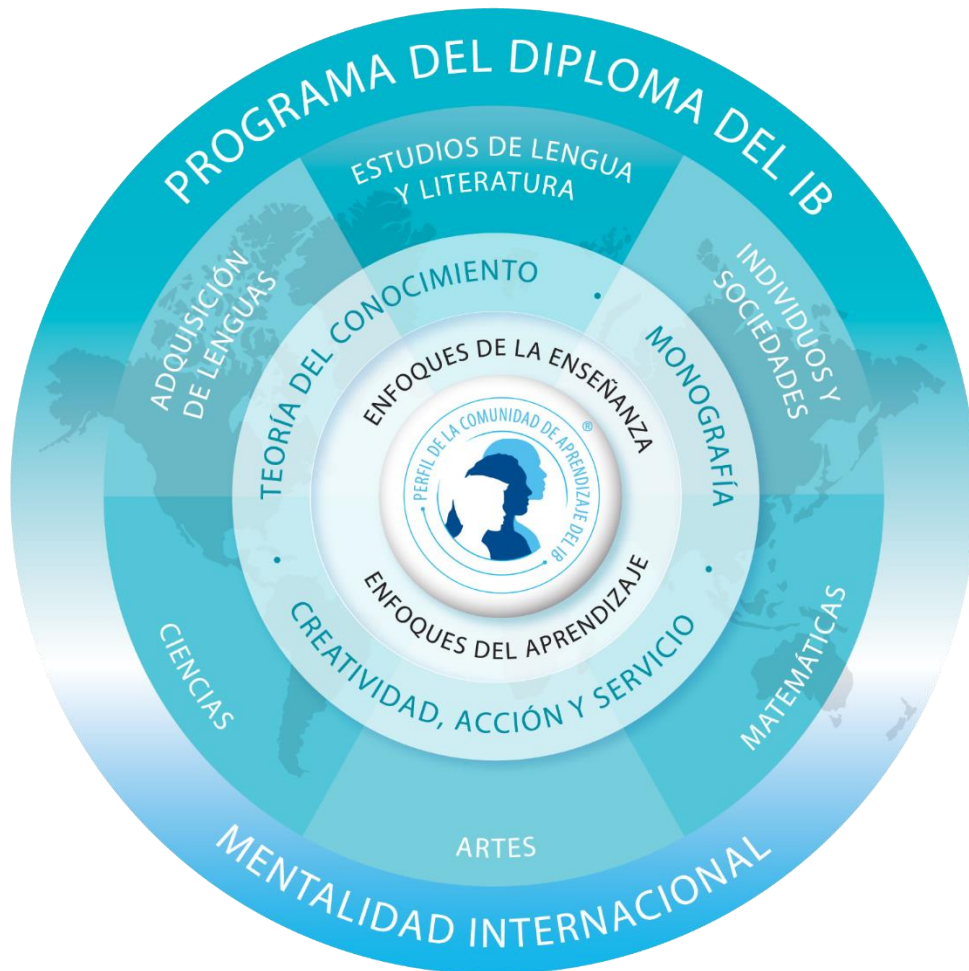 PROGRAMA DEL DIPLOMA DEL IB
ESTUDIOS DE LENGUA
Y LITERATURA
ADQUISICIÓN
DE LENGUAS
INDIVIDUOS Y
SOCIEDADES
TEORÍA DEL CONOCIMIENTO
MONOGRAFÍA
ENFOQUES DE LA ENSEÑANZA
PERFIL DE LA COMUNIDAD DE APRENDIZAJE DEL IB ®
ENFOQUES DEL APRENDIZAJE
CREATIVIDAD, ACCIÓN Y SERVICIO
CIENCIAS
MATEMÁTICAS
ARTES
MENTALIDAD INTERNACIONAL